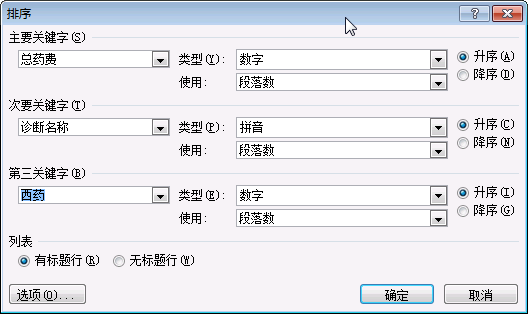 排序
主要关键字(S)
总药费 类型(Y): 数字 升序(A)
使用: 段落数 降序(D)
次要关键字(T)
诊断名称 类型(P): 拼音 升序(C)
使用: 段落数 降序(N)
第三关键字(B)
西药 类型(E): 数字 升序(I)
使用: 段落数 降序(G)
列表
有标题行(R) 无标题行(W)
选项(O)... 确定 取消